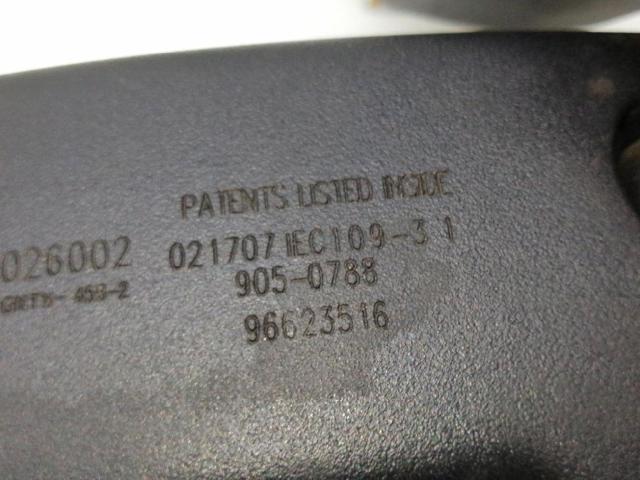 PATENTS LISTED INSIDE
026002 021707 IEC109-3 1
905-0788
96623516